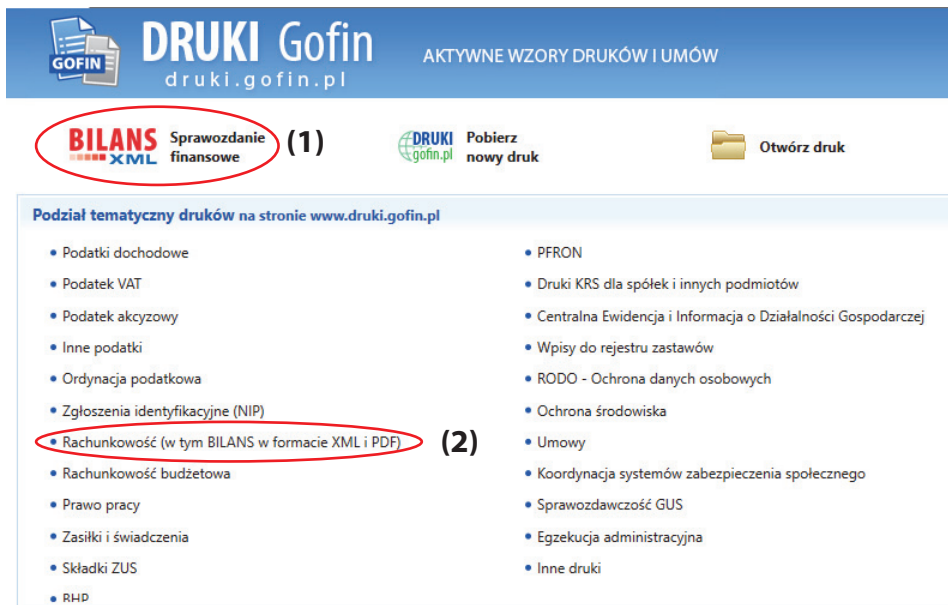 GOFIN
DRUKI Gofin
druki.gofin.pl
AKTYWNE WZORY DRUKÓW I UMÓW
BILANS XML
Sprawozdanie
finansowe
(1)
DRUKI
gofin.pl
Pobierz
nowy druk
Otwórz druk
Podział tematyczny druków na stronie www.druki.gofin.pl
• Podatki dochodowe
• Podatek VAT
• Podatek akcyzowy
• Inne podatki
• Ordynacja podatkowa
• Zgłoszenia identyfikacyjne (NIP)
• Rachunkowość (w tym BILANS w formacie XML i PDF)
(2)
• Rachunkowość budżetowa
• Prawo pracy
• Zasiłki i świadczenia
• Składki ZUS
• BHP
• PFRON
• Druki KRS dla spółek i innych podmiotów
• Centralna Ewidencja i Informacja o Działalności Gospodarczej
• Wpisy do rejestru zastawów
• RODO - Ochrona danych osobowych
• Ochrona środowiska
• Umowy
• Koordynacja systemów zabezpieczenia społecznego
• Sprawozdawczość GUS
• Egzekucja administracyjna
• Inne druki